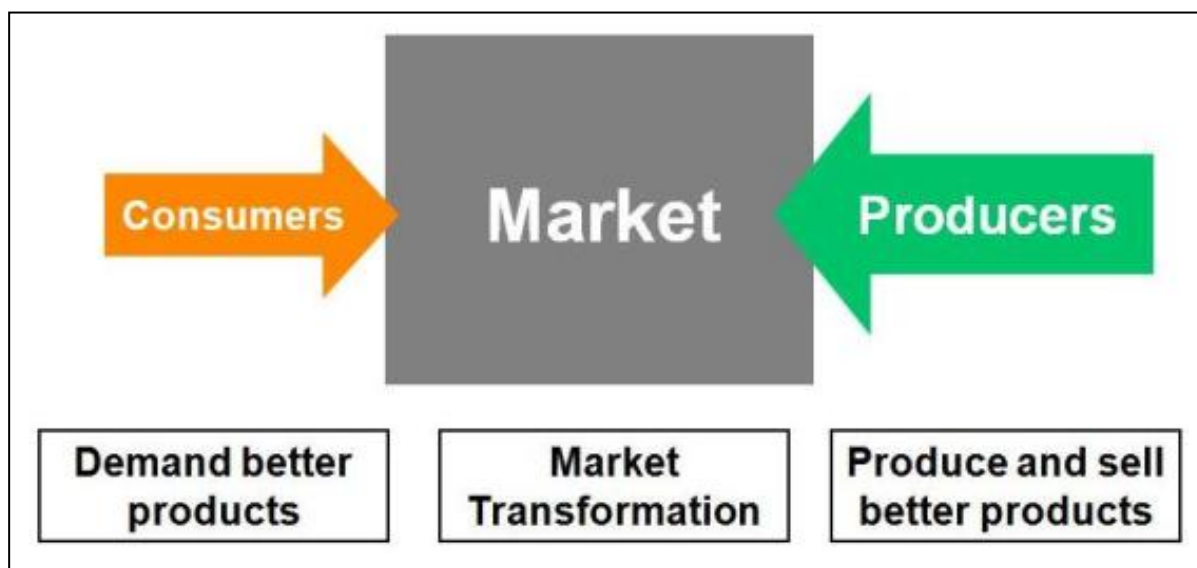 Consumers
Market
Producers
Demand better
products
Market
Transformation
Produce and sell
better products